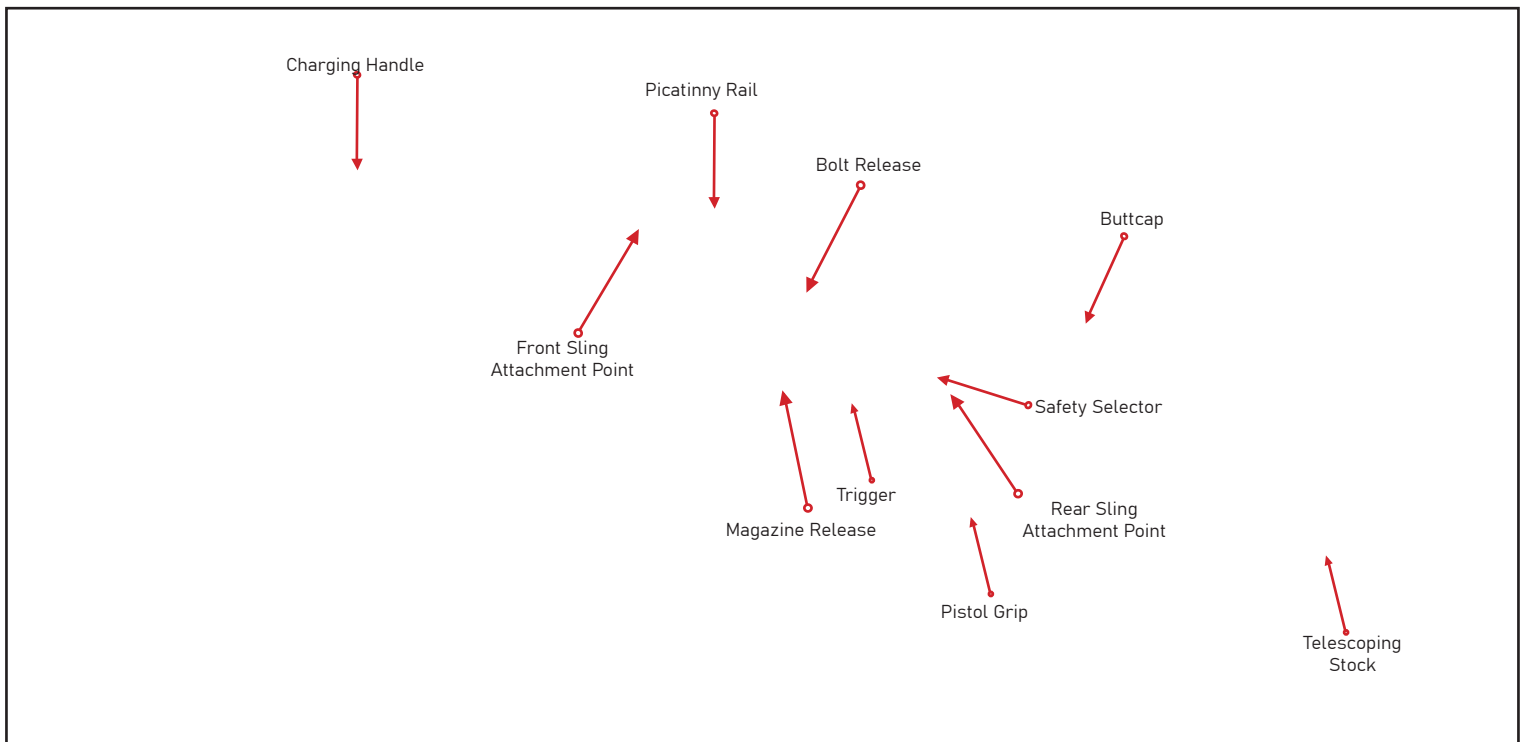 Charging Handle
Picatinny Rail
Bolt Release
Buttcap
Front Sling
Attachment Point
Safety Selector
Trigger
Rear Sling
Attachment Point
Magazine Release
Pistol Grip
Telescoping
Stock